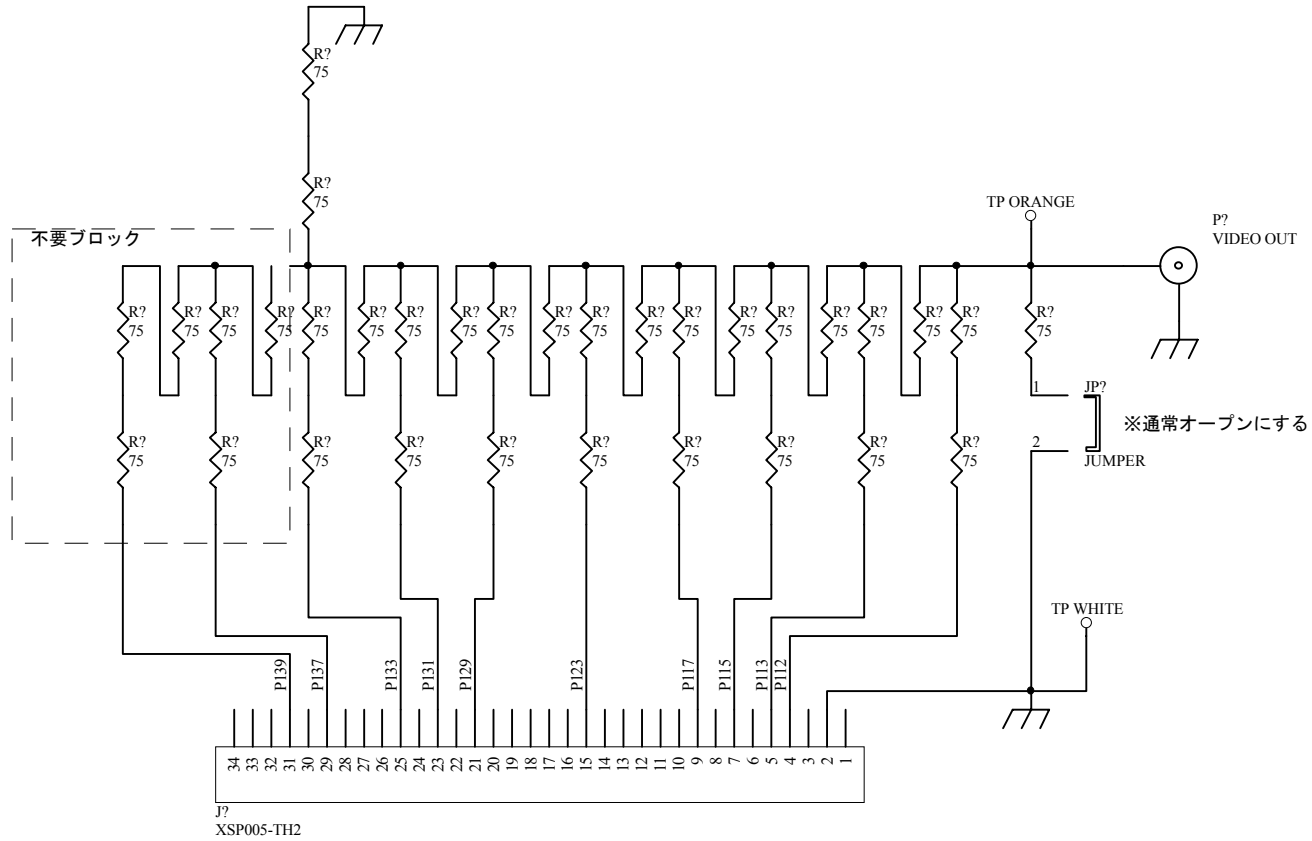 R?
75
R?
75
TP ORANGE
P?
VIDEO OUT
不要ブロック
R?
75
R?
75
R?
75
R?
75
R?
75
R?
75
R?
75
R?
75
R?
75
R?
75
R?
75
R?
75
R?
75
R?
75
R?
75
R?
75
R?
75
R?
75
1
JP?
※通常オープンにする
2
JUMPER
R?
75
R?
75
R?
75
R?
75
R?
75
R?
75
R?
75
R?
75
R?
75
R?
75
TP WHITE
P139
P137
P133
P131
P129
P123
P117
P115
P113
P112
34
33
32
31
30
29
28
27
26
25
24
23
22
21
20
19
18
17
16
15
14
13
12
11
10
9
8
7
6
5
4
3
2
1
J?
XSP005-TH2